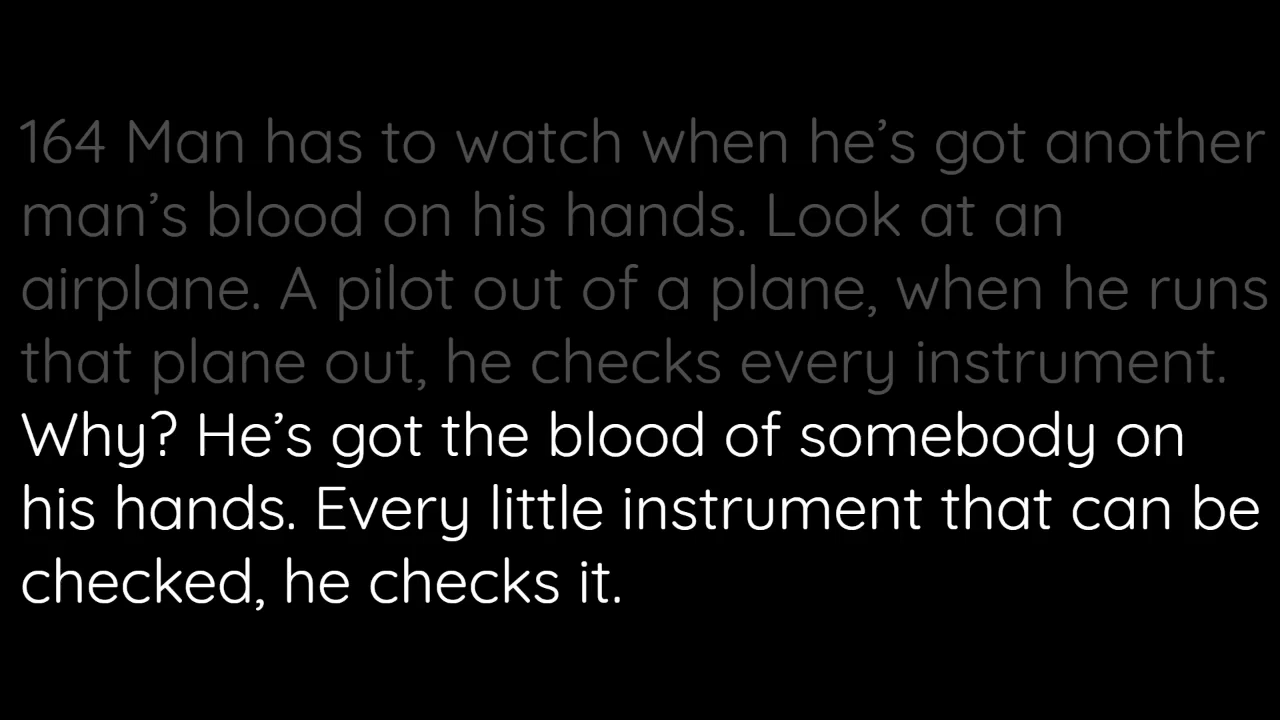 164 Man has to watch when he’s got another
man’s blood on his hands. Look at an
airplane. A pilot out of a plane, when he runs
that plane out, he checks every instrument.
Why? He’s got the blood of somebody on
his hands. Every little instrument that can be
checked, he checks it.